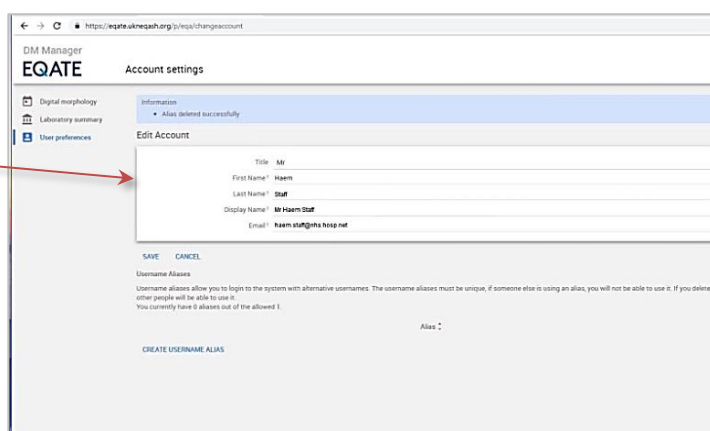 https://eqate.ukneqash.org/p/eqa/changeaccount
DM Manager
EQATE
Account settings
Digital morphology
Laboratory summary
User preferences
Information
• Alias deleted successfully
Edit Account
Title Mr
First Name* Haem
Last Name* Staff
Display Name* Mr Haem Staff
Email* haem.staff@nhs.hosp.net
SAVE CANCEL
Username Aliases
Username aliases allow you to login to the system with alternative usernames. The username aliases must be unique, if someone else is using an alias, you will not be able to use it. If you delete
other people will be able to use it.
You currently have 0 aliases out of the allowed 1.
Alias
CREATE USERNAME ALIAS